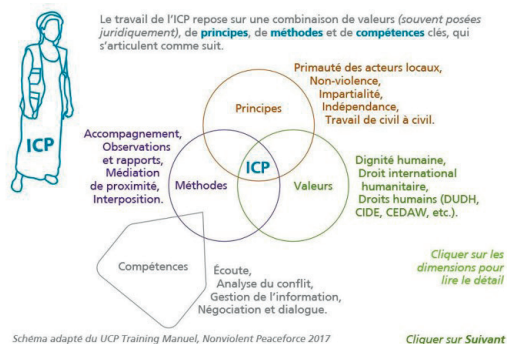 Le travail de l'ICP repose sur une combinaison de valeurs (souvent posées
juridiquement), de principes, de méthodes et de compétences clés, qui
s'articulent comme suit.
ICP
Primauté des acteurs locaux,
Non-violence,
Impartialité,
Indépendance,
Travail de civil à civil.
Principes
Accompagnement,
Observations
et rapports,
Médiation
de proximité,
Interposition.
Méthodes
ICP
Valeurs
Dignité humaine,
Droit international
humanitaire,
Droits humains (DUDH,
CIDE, CEDAW, etc.).
Compétences
Écoute,
Analyse du conflit,
Gestion de l'information,
Négociation et dialogue.
Cliquer sur les
dimensions pour
lire le détail
Schéma adapté du UCP Training Manuel, Nonviolent Peaceforce 2017
Cliquer sur Suivant